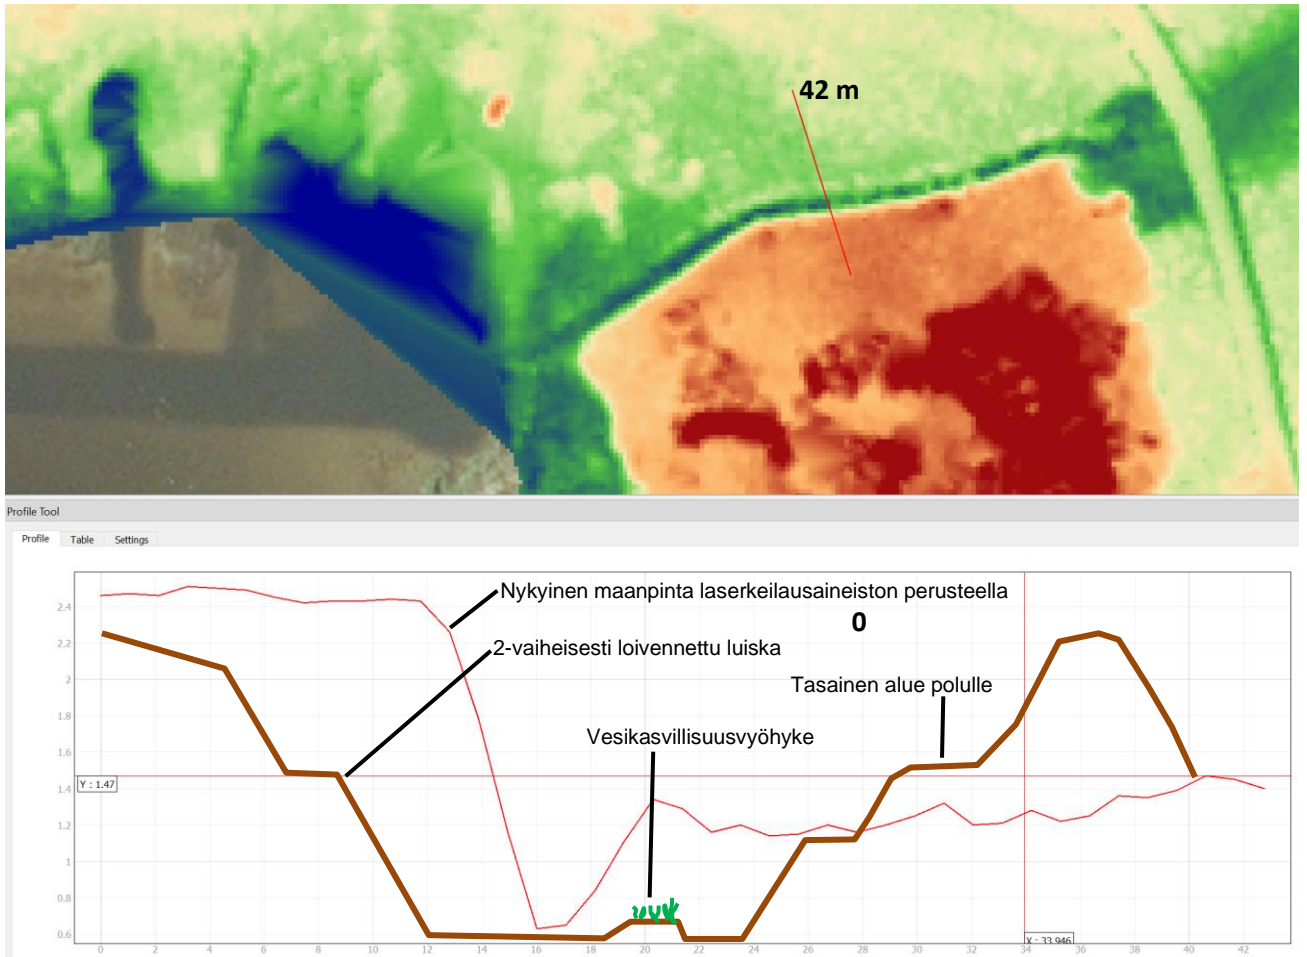 42 m
Profile Tool
Profile Table Settings
Nykyinen maanpinta laserkeilausaineiston perusteella
0
2-vaiheisesti loivennettu luiska
Tasainen alue polulle
Vesikasvillisuusvyöhyke
2.4
2.2
2
1.8
1.6
Y : 1.47
1.4
1.2
1
0.8
0.6
X : 33.946
0 2 4 6 8 10 12 14 16 18 20 22 24 26 28 30 32 34 36 38 40 42